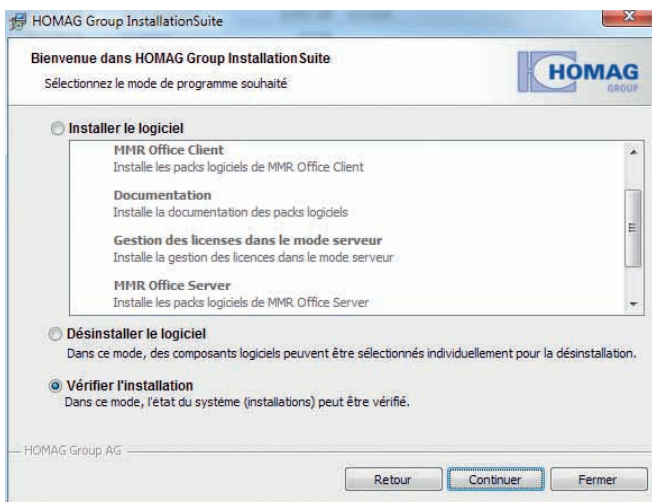 HOMAG Group InstallationSuite
Bienvenue dans HOMAG Group InstallationSuite
Sélectionnez le mode de programme souhaité
HOMAG
GROUP
Installer le logiciel
MMR Office Client
Installe les packs logiciels de MMR Office Client
Documentation
Installe la documentation des packs logiciels
Gestion des licenses dans le mode serveur
Installe la gestion des licences dans le mode serveur
MMR Office Server
Installe les packs logiciels de MMR Office Server
Désinstaller le logiciel
Dans ce mode, des composants logiciels peuvent être sélectionnés individuellement pour la désinstallation.
Vérifier l'installation
Dans ce mode, l'état du système (installations) peut être vérifié.
HOMAG Group AG
Retour Continuer Fermer